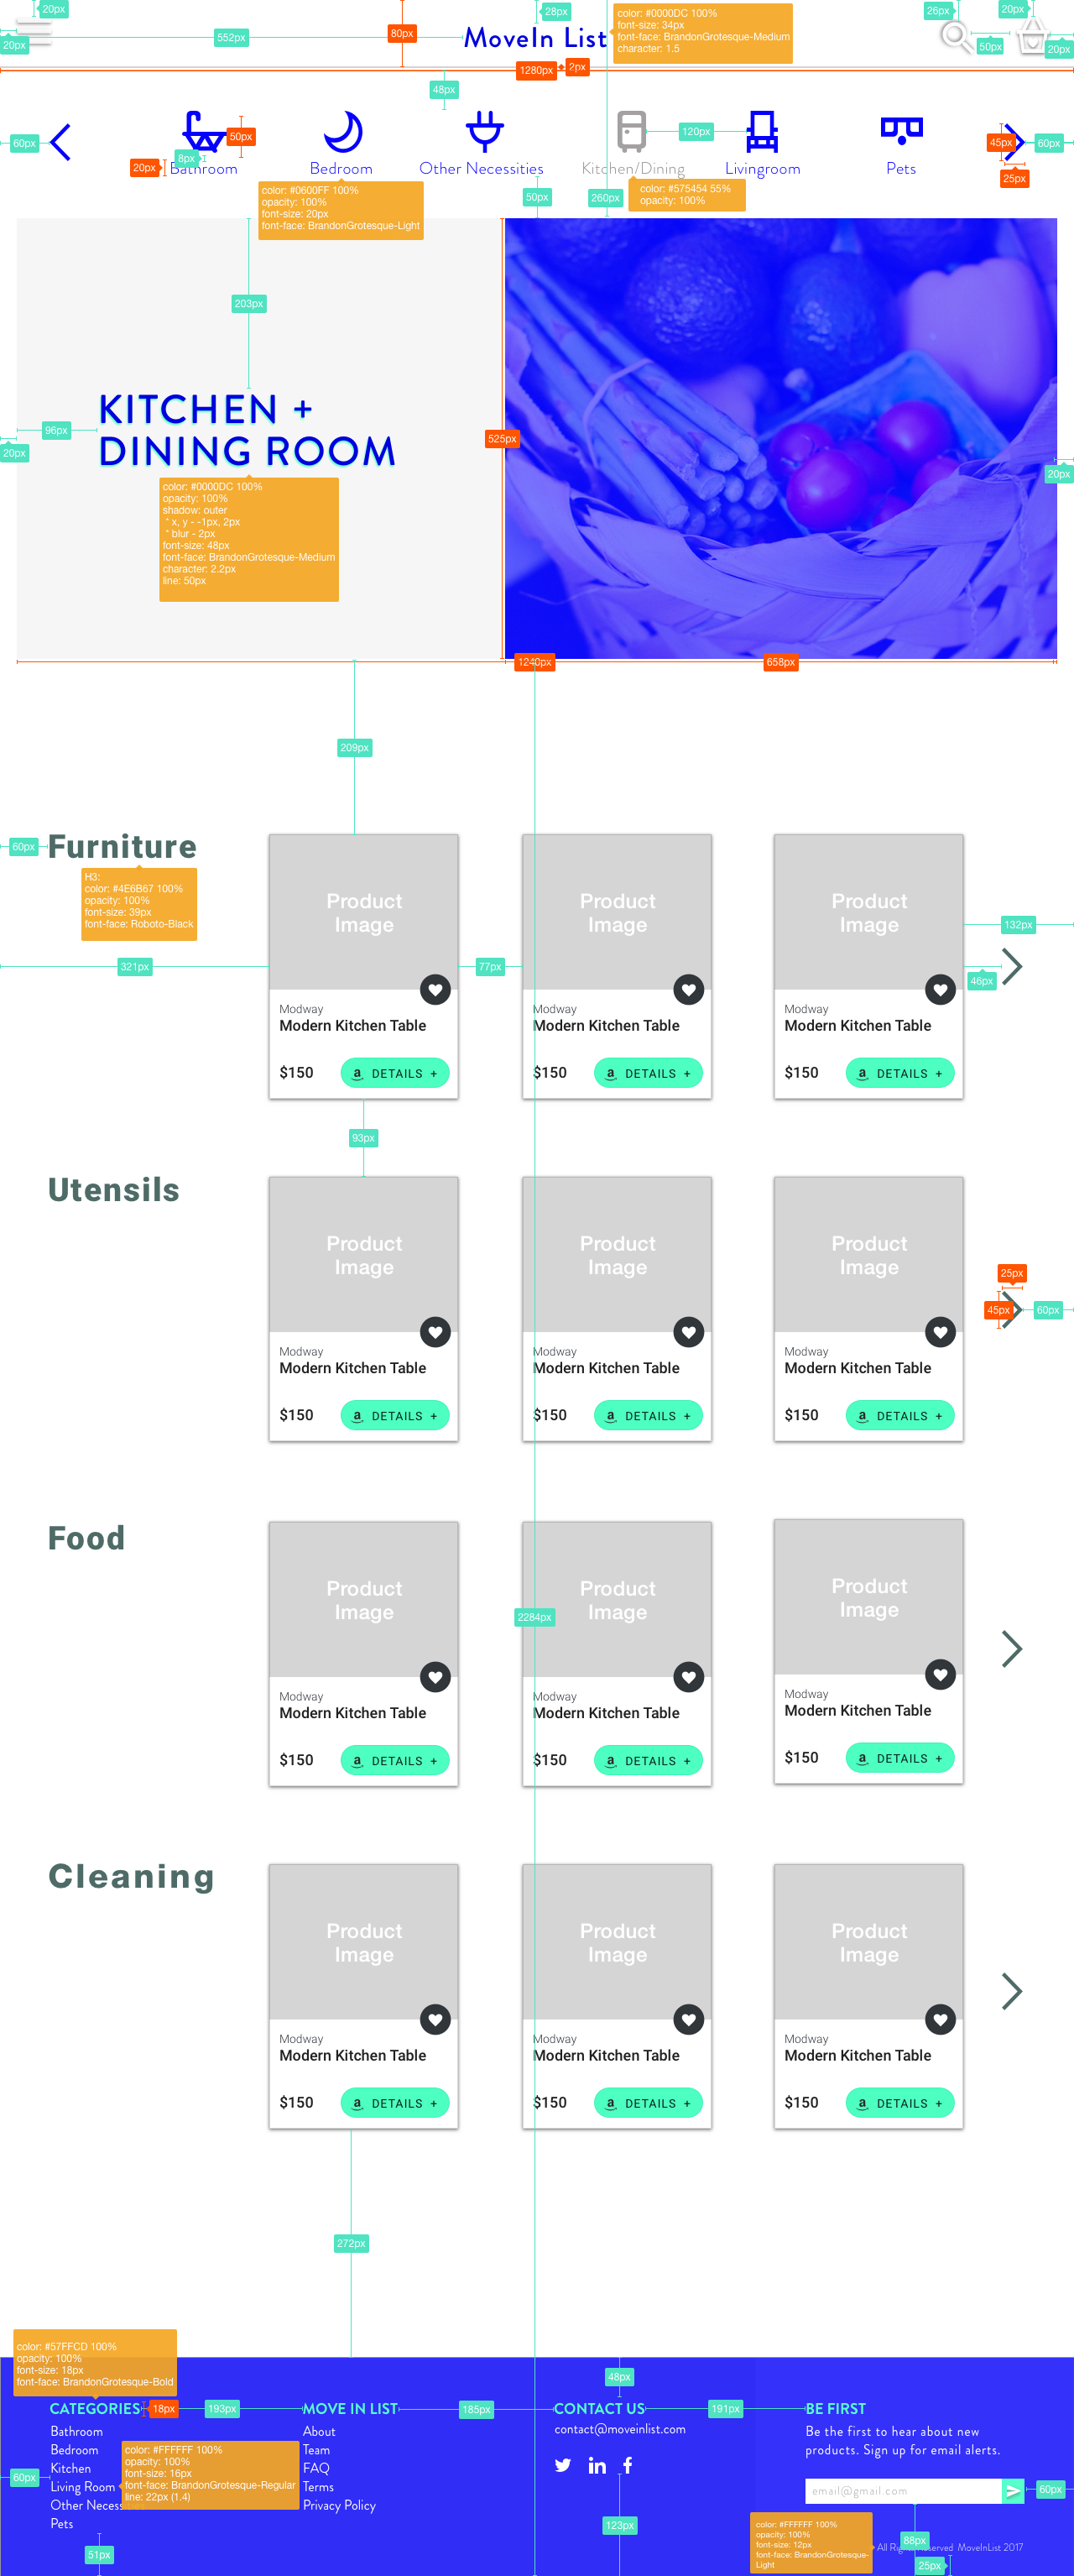 20px
28px
color: #0000DC 100%
font-size: 34px
font-face: BrandonGrotesque-Medium
character: 1.5
26px
20px
20px
552px
80px
MoveIn List
50px
20px
1280px
2px
48px
60px
50px
120px
45px
60px
20px
8px
Bathroom
Bedroom
Other Necessities
Kitchen/Dining
Livingroom
Pets
25px
color: #0600FF 100%
opacity: 100%
font-size: 20px
font-face: BrandonGrotesque-Light
50px
260px
color: #575454 55%
opacity: 100%
203px
KITCHEN +
DINING ROOM
96px
20px
525px
20px
color: #0000DC 100%
opacity: 100%
shadow: outer
* x, y - -1px, 2px
* blur - 2px
font-size: 48px
font-face: BrandonGrotesque-Medium
character: 2.2px
line: 50px
1240px
658px
209px
60px
Furniture
H3:
color: #4E6B67 100%
opacity: 100%
font-size: 39px
font-face: Roboto-Black
Product
Image
Product
Image
Product
Image
132px
321px
77px
46px
Modway
Modern Kitchen Table
$150
a DETAILS +
Modway
Modern Kitchen Table
$150
a DETAILS +
Modway
Modern Kitchen Table
$150
a DETAILS +
93px
Utensils
Product
Image
Product
Image
Product
Image
25px
45px
60px
Modway
Modern Kitchen Table
$150
a DETAILS +
Modway
Modern Kitchen Table
$150
a DETAILS +
Modway
Modern Kitchen Table
$150
a DETAILS +
Food
Product
Image
Product
Image
Product
Image
2284px
Modway
Modern Kitchen Table
$150
a DETAILS +
Modway
Modern Kitchen Table
$150
a DETAILS +
Modway
Modern Kitchen Table
$150
a DETAILS +
Cleaning
Product
Image
Product
Image
Product
Image
Modway
Modern Kitchen Table
$150
a DETAILS +
Modway
Modern Kitchen Table
$150
a DETAILS +
Modway
Modern Kitchen Table
$150
a DETAILS +
272px
color: #57FFCD 100%
opacity: 100%
font-size: 18px
font-face: BrandonGrotesque-Bold
48px
CATEGORIES
18px
193px
MOVE IN LIST
185px
CONTACT US
191px
BE FIRST
Bathroom
Bedroom
Kitchen
Living Room
Other
Pets
color: #FFFFFF 100%
opacity: 100%
font-size: 16px
font-face: BrandonGrotesque-Regular
line: 22px (1.4)
60px
51px
About
Team
FAQ
Terms
Privacy Policy
contact@moveinlist.com
123px
Be the first to hear about new
products. Sign up for email alerts.
email@gmail.com
60px
color: #FFFFFF 100%
opacity: 100%
font-size: 12px
font-face: BrandonGrotesque-
Light
All MoveInList 2017
88px
25px